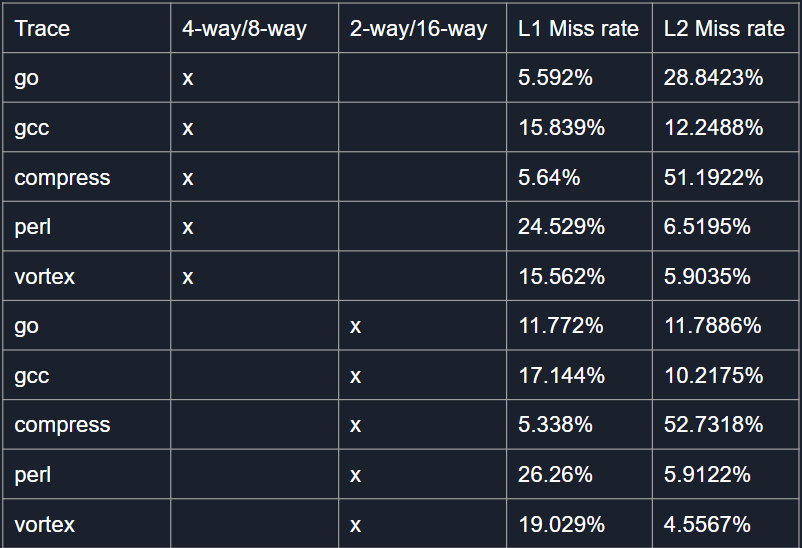 Trace 4-way/8-way 2-way/16-way L1 Miss rate L2 Miss rate
go x 5.592% 28.8423%
gcc x 15.839% 12.2488%
compress x 5.64% 51.1922%
perl x 24.529% 6.5195%
vortex x 15.562% 5.9035%
go x 11.772% 11.7886%
gcc x 17.144% 10.2175%
compress x 5.338% 52.7318%
perl x 26.26% 5.9122%
vortex x 19.029% 4.5567%